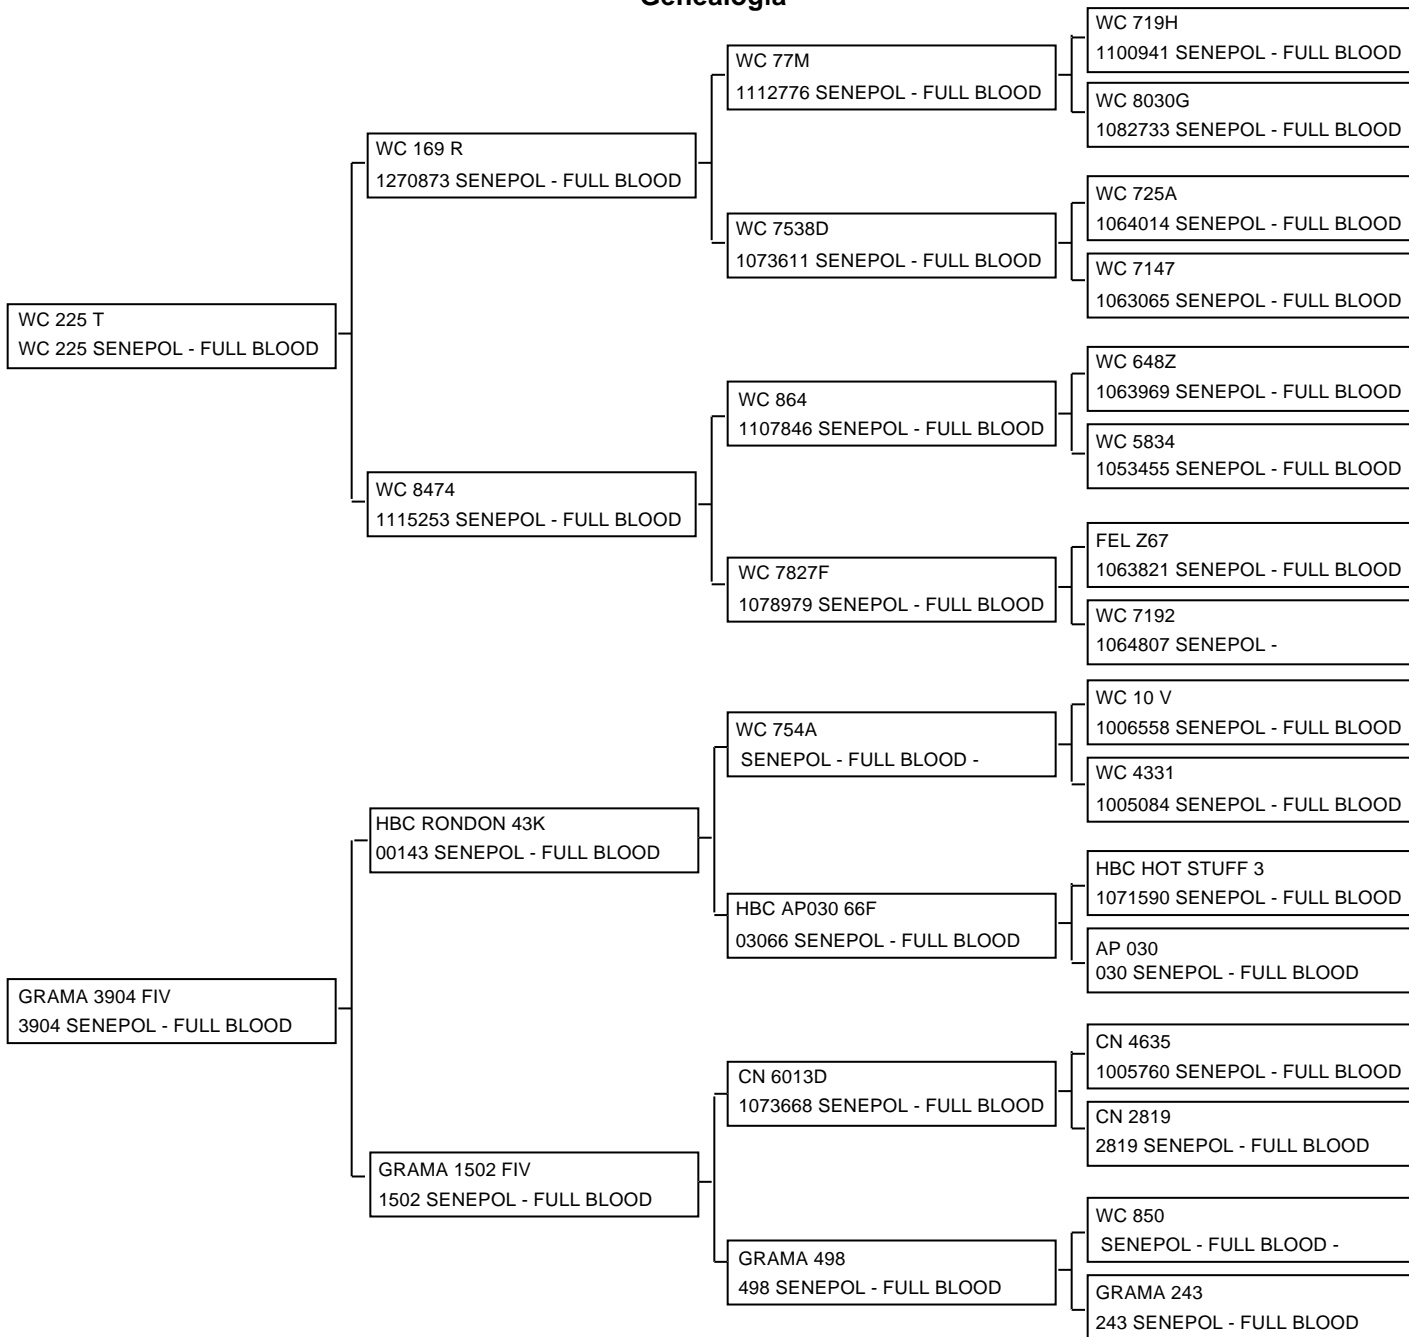 Genealogia
WC 719H
1100941 SENEPOL - FULL BLOOD
WC 77M
1112776 SENEPOL - FULL BLOOD
WC 8030G
1082733 SENEPOL - FULL BLOOD
WC 169 R
1270873 SENEPOL - FULL BLOOD
WC 725A
1064014 SENEPOL - FULL BLOOD
WC 7538D
1073611 SENEPOL - FULL BLOOD
WC 7147
1063065 SENEPOL - FULL BLOOD
WC 225 T
WC 225 SENEPOL - FULL BLOOD
WC 648Z
1063969 SENEPOL - FULL BLOOD
WC 864
1107846 SENEPOL - FULL BLOOD
WC 5834
1053455 SENEPOL - FULL BLOOD
WC 8474
1115253 SENEPOL - FULL BLOOD
FEL Z67
1063821 SENEPOL - FULL BLOOD
WC 7827F
1078979 SENEPOL - FULL BLOOD
WC 7192
1064807 SENEPOL -
WC 10 V
1006558 SENEPOL - FULL BLOOD
WC 754A
SENEPOL - FULL BLOOD -
WC 4331
1005084 SENEPOL - FULL BLOOD
HBC RONDON 43K
00143 SENEPOL - FULL BLOOD
HBC HOT STUFF 3
1071590 SENEPOL - FULL BLOOD
HBC AP030 66F
03066 SENEPOL - FULL BLOOD
AP 030
030 SENEPOL - FULL BLOOD
GRAMA 3904 FIV
3904 SENEPOL - FULL BLOOD
CN 4635
1005760 SENEPOL - FULL BLOOD
CN 6013D
1073668 SENEPOL - FULL BLOOD
CN 2819
2819 SENEPOL - FULL BLOOD
GRAMA 1502 FIV
1502 SENEPOL - FULL BLOOD
WC 850
SENEPOL - FULL BLOOD -
GRAMA 498
498 SENEPOL - FULL BLOOD
GRAMA 243
243 SENEPOL - FULL BLOOD